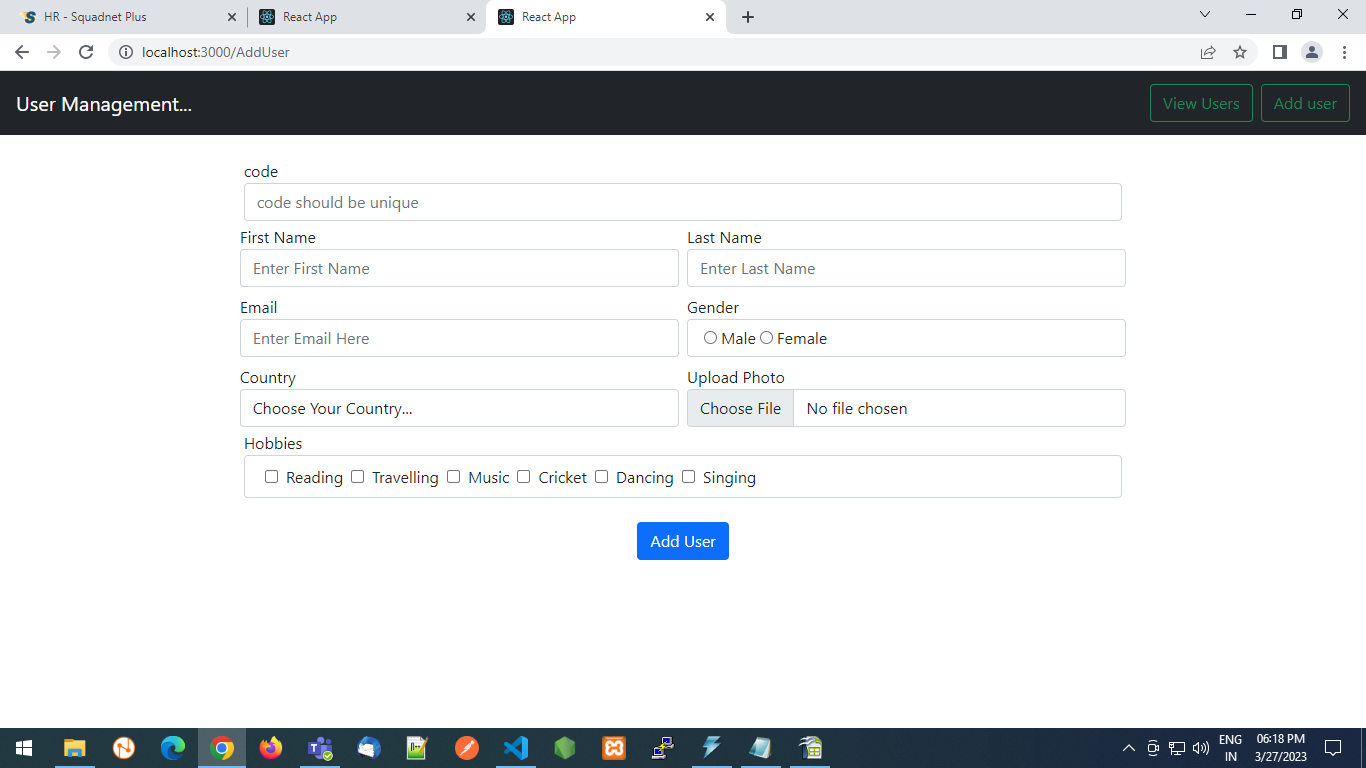 HR - Squadnet Plus React App React App
localhost:3000/AddUser
User Management... View Users Add user
code
code should be unique
First Name Last Name
Enter First Name Enter Last Name
Email Gender
Enter Email Here Male Female
Country Upload Photo
Choose Your Country... Choose File No file chosen
Hobbies
Reading Travelling Music Cricket Dancing Singing
Add User
ENG 06:18 PM
IN 3/27/2023